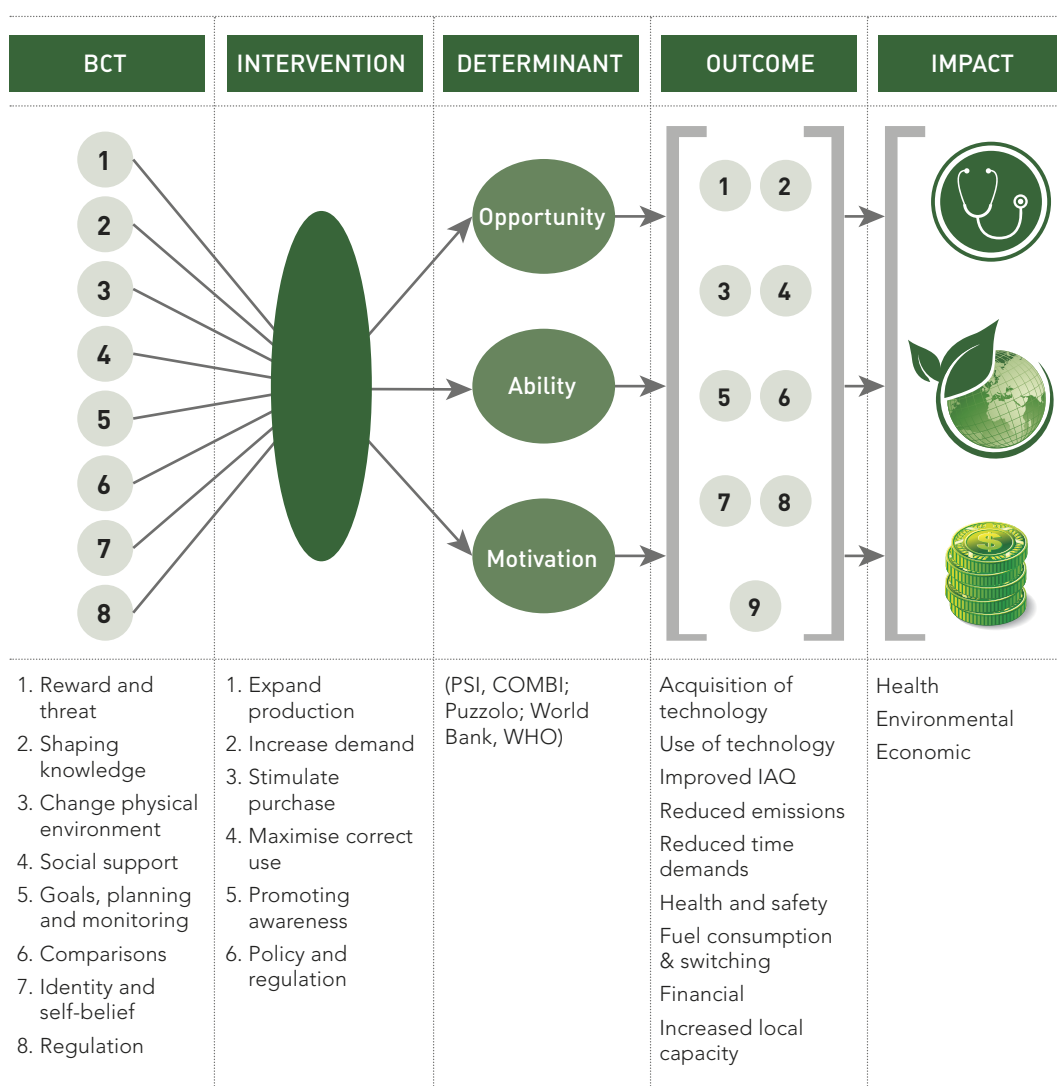 BCT
INTERVENTION
DETERMINANT
OUTCOME
IMPACT
1
2
3
4
5
6
7
8
Opportunity
Ability
Motivation
1 2
3 4
5 6
7 8
9
$
1. Reward and
threat
2. Shaping
knowledge
3. Change physical
environment
4. Social support
5. Goals, planning
and monitoring
6. Comparisons
7. Identity and
self-belief
8. Regulation
1. Expand
production
2. Increase demand
3. Stimulate
purchase
4. Maximise correct
use
5. Promoting
awareness
6. Policy and
regulation
(PSI, COMBI;
Puzzolo; World
Bank, WHO)
Acquisition of
technology
Use of technology
Improved IAQ
Reduced emissions
Reduced time
demands
Health and safety
Fuel consumption
& switching
Financial
Increased local
capacity
Health
Environmental
Economic